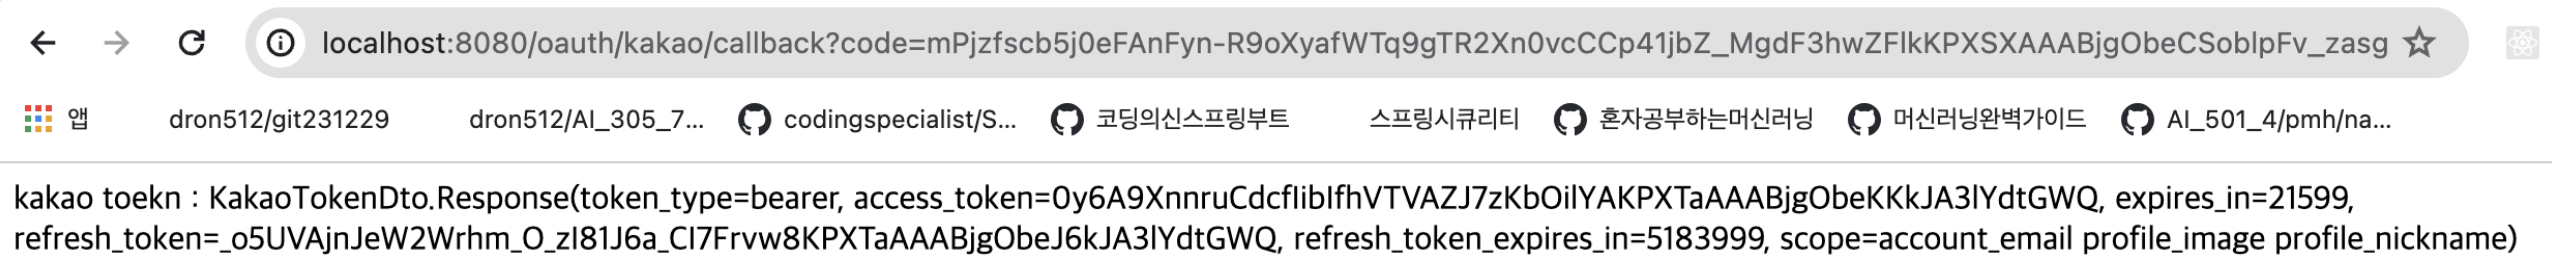 localhost:8080/oauth/kakao/callback?code=mPjzfscb5j0eFAnFyn-R9oXyafWTq9gTR2Xn0vcCCp41jbZ_MgdF3hwZFlkKPXSXAAABjgObeCSoblpFv_zasg
앱 dron512/git231229 dron512/AI_305_7... codingspecialist/S... 코딩의신스프링부트 스프링시큐리티 혼자공부하는머신러닝 머신러닝완벽가이드 AI_501_4/pmh/na...
kakao toekn : KakaoTokenDto.Response(token_type=bearer, access_token=0y6A9XnnruCdcfIibIfhVTVAZJ7zKbOilYAKPXTaAAABjgObeKKkJA3lYdtGWQ, expires_in=21599,
refresh_token=_o5UVAjnJeW2Wrhm_O_zI81J6a_CI7Frvw8KPXTaAAABjgObeJ6kJA3lYdtGWQ, refresh_token_expires_in=5183999, scope=account_email profile_image profile_nickname)